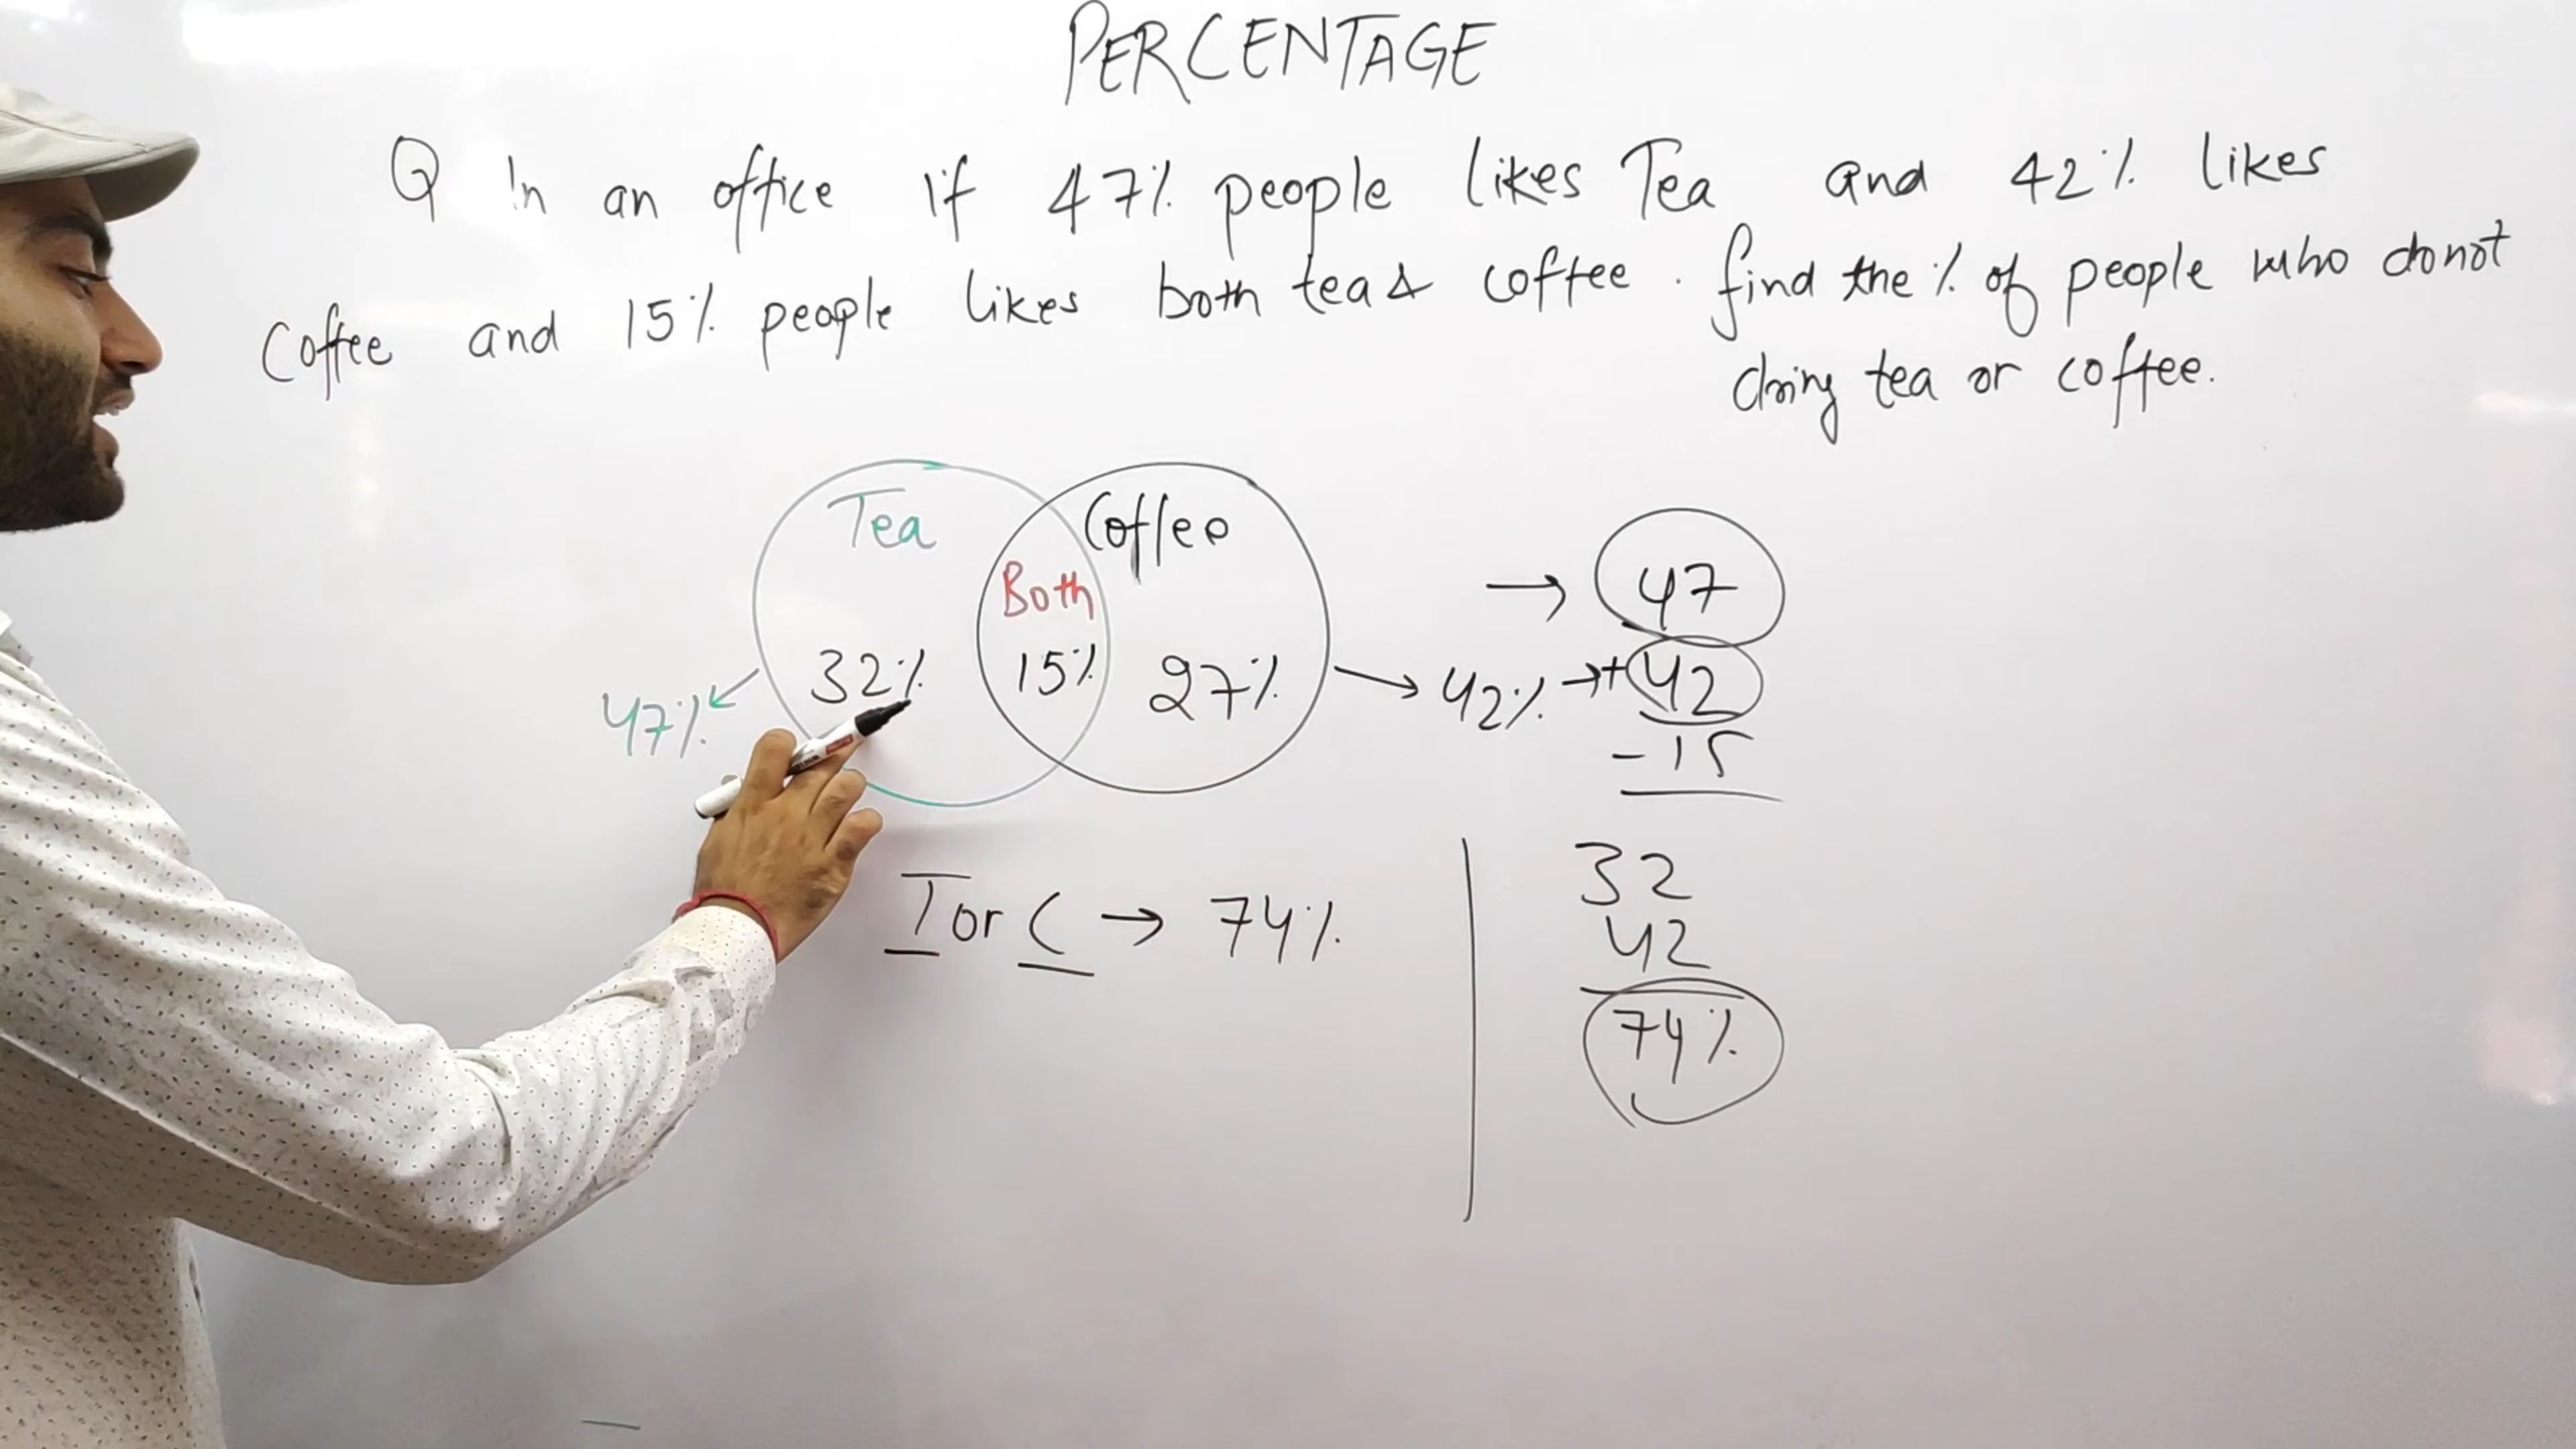 PERCENTAGE
Q In an office if 47% people likes Tea and 42% likes
Coffee and 15% people likes both tea & coffee. find the % of people who donot
dring tea or coffee.
Tea Coffee
Both
47% 32% 15% 27% → 42%
→ 47
→ + 42
- 15
T or C → 74%
32
42
74%